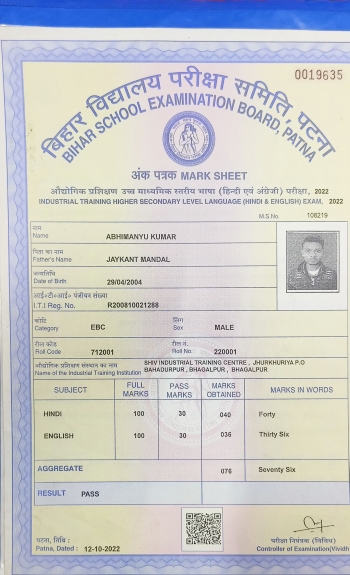 0019635
बिहार विद्यालय परीक्षा समिति, पटना
BIHAR SCHOOL EXAMINATION BOARD, PATNA
अंक पत्रक MARK SHEET
औद्योगिक प्रशिक्षण उच्च माध्यमिक स्तरीय भाषा (हिन्दी एवं अंग्रेजी) परीक्षा, 2022
INDUSTRIAL TRAINING HIGHER SECONDARY LEVEL LANGUAGE (HINDI & ENGLISH) EXAM, 2022
M.S.No. 108219
नाम
Name ABHIMANYU KUMAR
पिता का नाम
Father's Name JAYKANT MANDAL
जन्मतिथि
Date of Birth 29/04/2004
आई०टी०आई० पंजीयन संख्या
I.T.I Reg. No. R200810021288
कोटि लिंग
Category EBC Sex MALE
रौल कोड रौल नं.
Roll Code 712001 Roll No. 220001
औद्योगिक प्रशिक्षण संस्थान का नाम SHIV INDUSTRIAL TRAINING CENTRE , JHURKHURIYA P.O
Name of the Industrial Training Institution BAHADURPUR, BHAGALPUR , BHAGALPUR
SUBJECT FULL MARKS PASS MARKS MARKS OBTAINED MARKS IN WORDS
HINDI 100 30 040 Forty
ENGLISH 100 30 036 Thirty Six
AGGREGATE 076 Seventy Six
RESULT PASS
पटना, तिथि : परीक्षा नियंत्रक (विविध)
Patna, Dated : 12-10-2022 Controller of Examination(Vividh